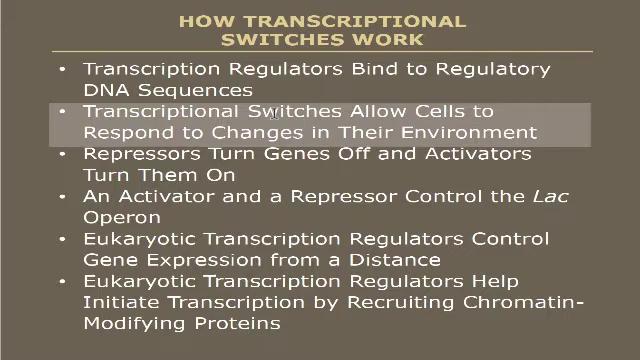 HOW TRANSCRIPTIONAL
SWITCHES WORK
• Transcription Regulators Bind to Regulatory
DNA Sequences
• Transcriptional Switches Allow Cells to
Respond to Changes in Their Environment
• Repressors Turn Genes Off and Activators
Turn Them On
• An Activator and a Repressor Control the Lac
Operon
• Eukaryotic Transcription Regulators Control
Gene Expression from a Distance
• Eukaryotic Transcription Regulators Help
Initiate Transcription by Recruiting Chromatin-
Modifying Proteins